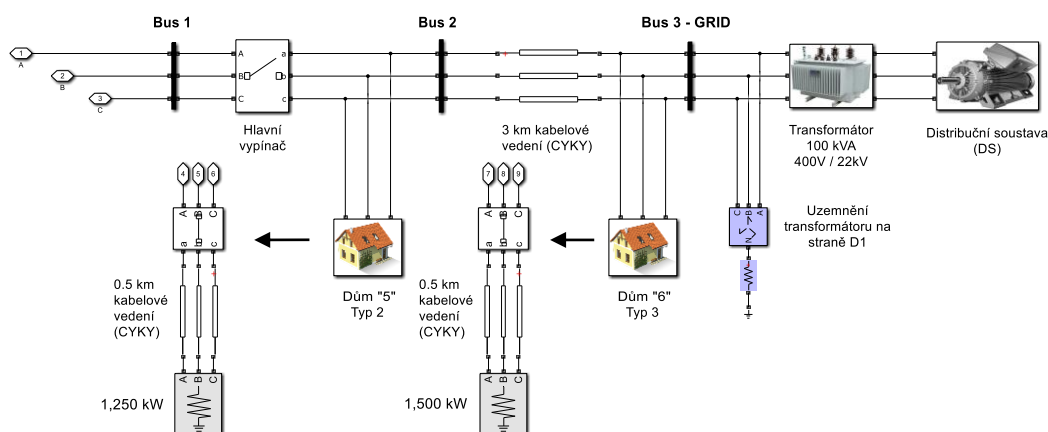 Bus 1
Bus 2
Bus 3 - GRID
1
A
2
B
3
C
A
a
B
b
C
c
Hlavní
vypínač
3 km kabelové
vedení (CYKY)
Transformátor
100 kVA
400V / 22kV
Distribuční soustava
(DS)
4
5
6
A
B
C
a
b
c
7
8
9
A
B
C
a
b
c
C
B
A
N
Uzemnění
transformátoru na
straně D1
0.5 km
kabelové
vedení
(CYKY)
Dům "5"
Typ 2
0.5 km
kabelové
vedení
(CYKY)
Dům "6"
Typ 3
A
B
C
1,250 kW
A
B
C
1,500 kW